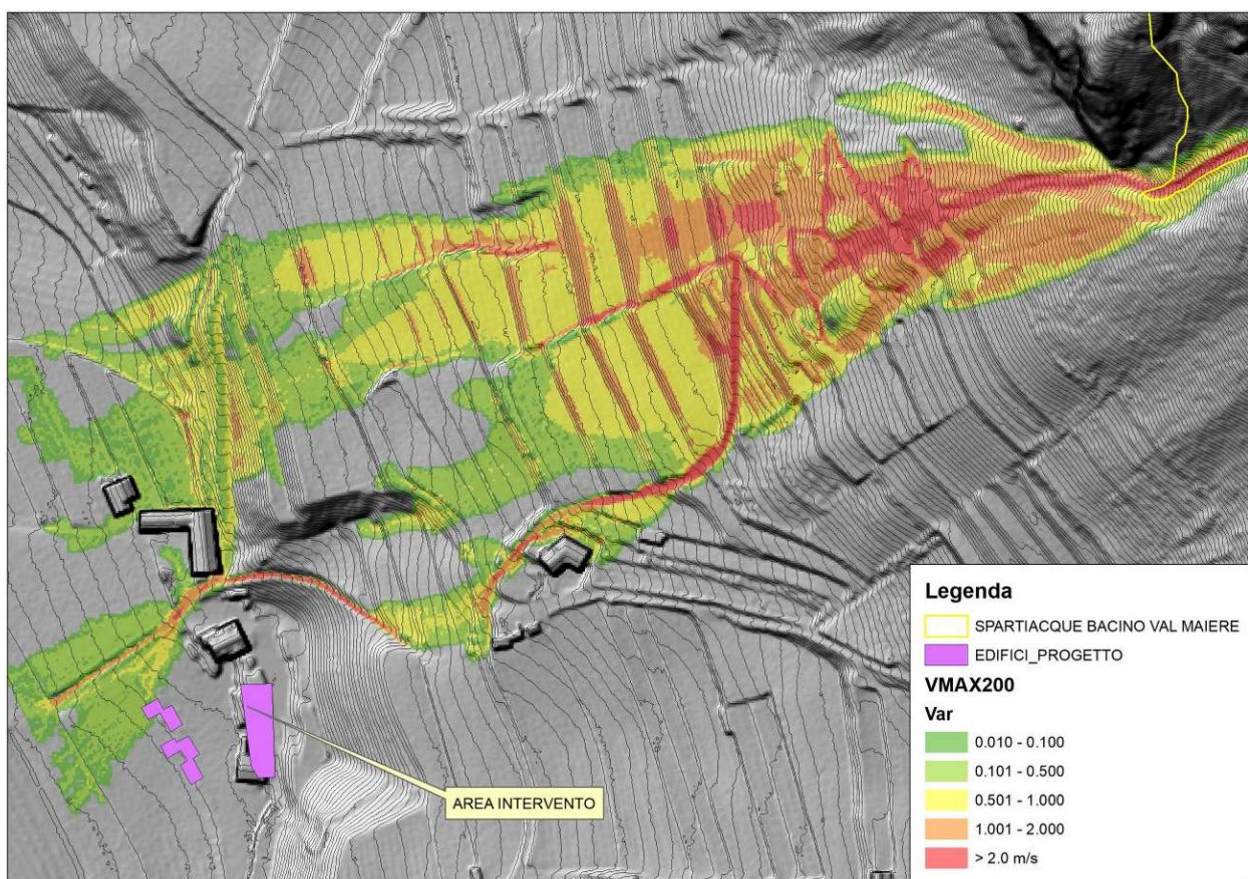 AREA INTERVENTO
Legenda
SPARTIACQUE BACINO VAL MAIERE
EDIFICI_PROGETTO
VMAX200
Var
0.010 - 0.100
0.101 - 0.500
0.501 - 1.000
1.001 - 2.000
> 2.0 m/s